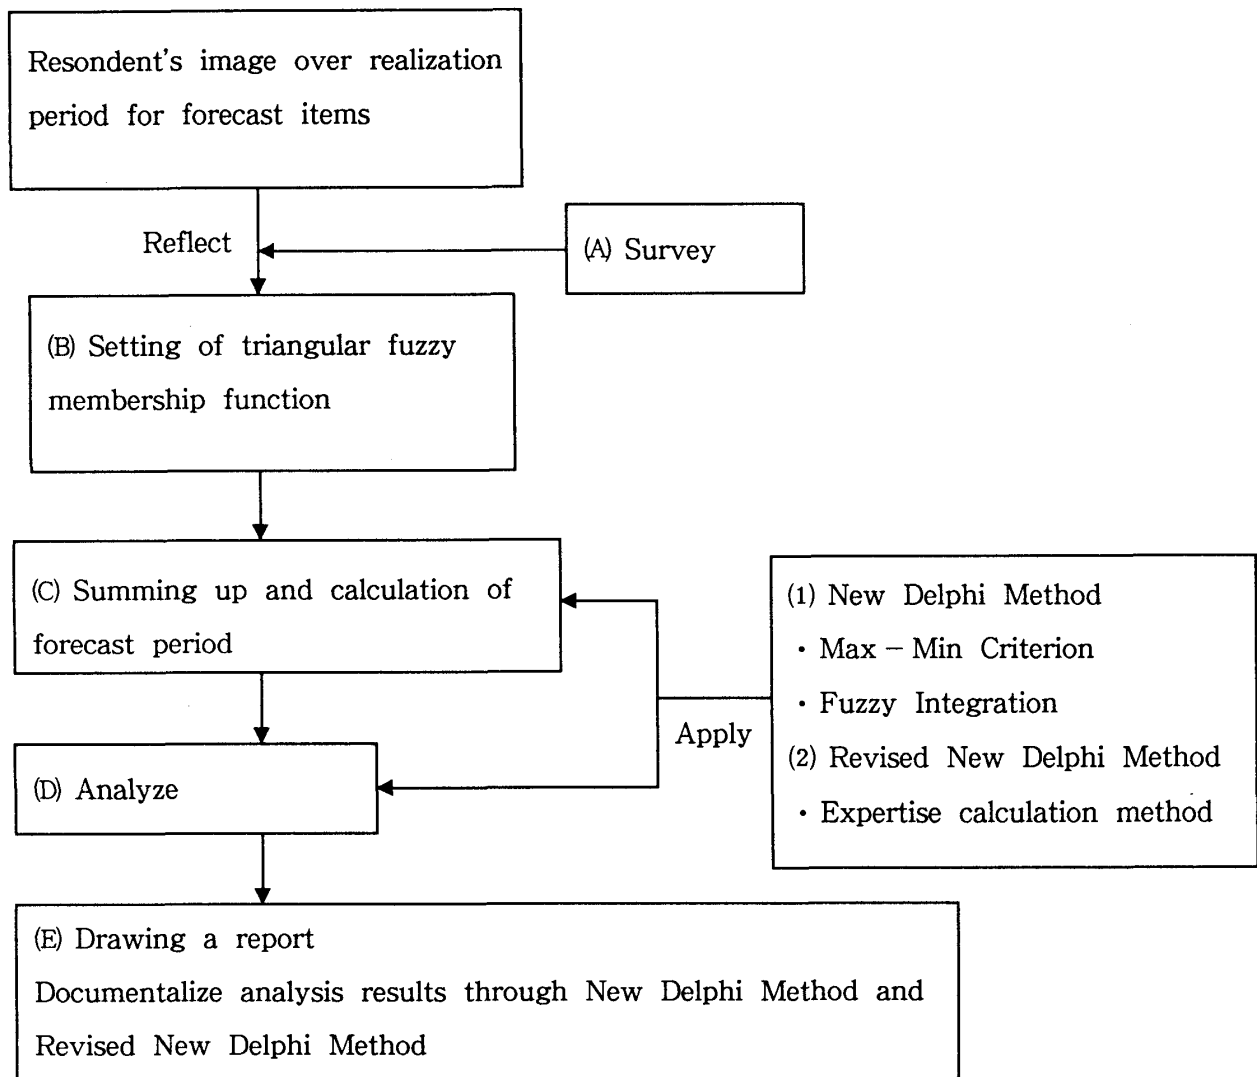 Resondent's image over realization
period for forecast items
Reflect
(A) Survey
(B) Setting of triangular fuzzy
membership function
(C) Summing up and calculation of
forecast period
(1) New Delphi Method
・Max − Min Criterion
・Fuzzy Integration
Apply
(2) Revised New Delphi Method
・Expertise calculation method
(D) Analyze
(E) Drawing a report
Documentalize analysis results through New Delphi Method and
Revised New Delphi Method